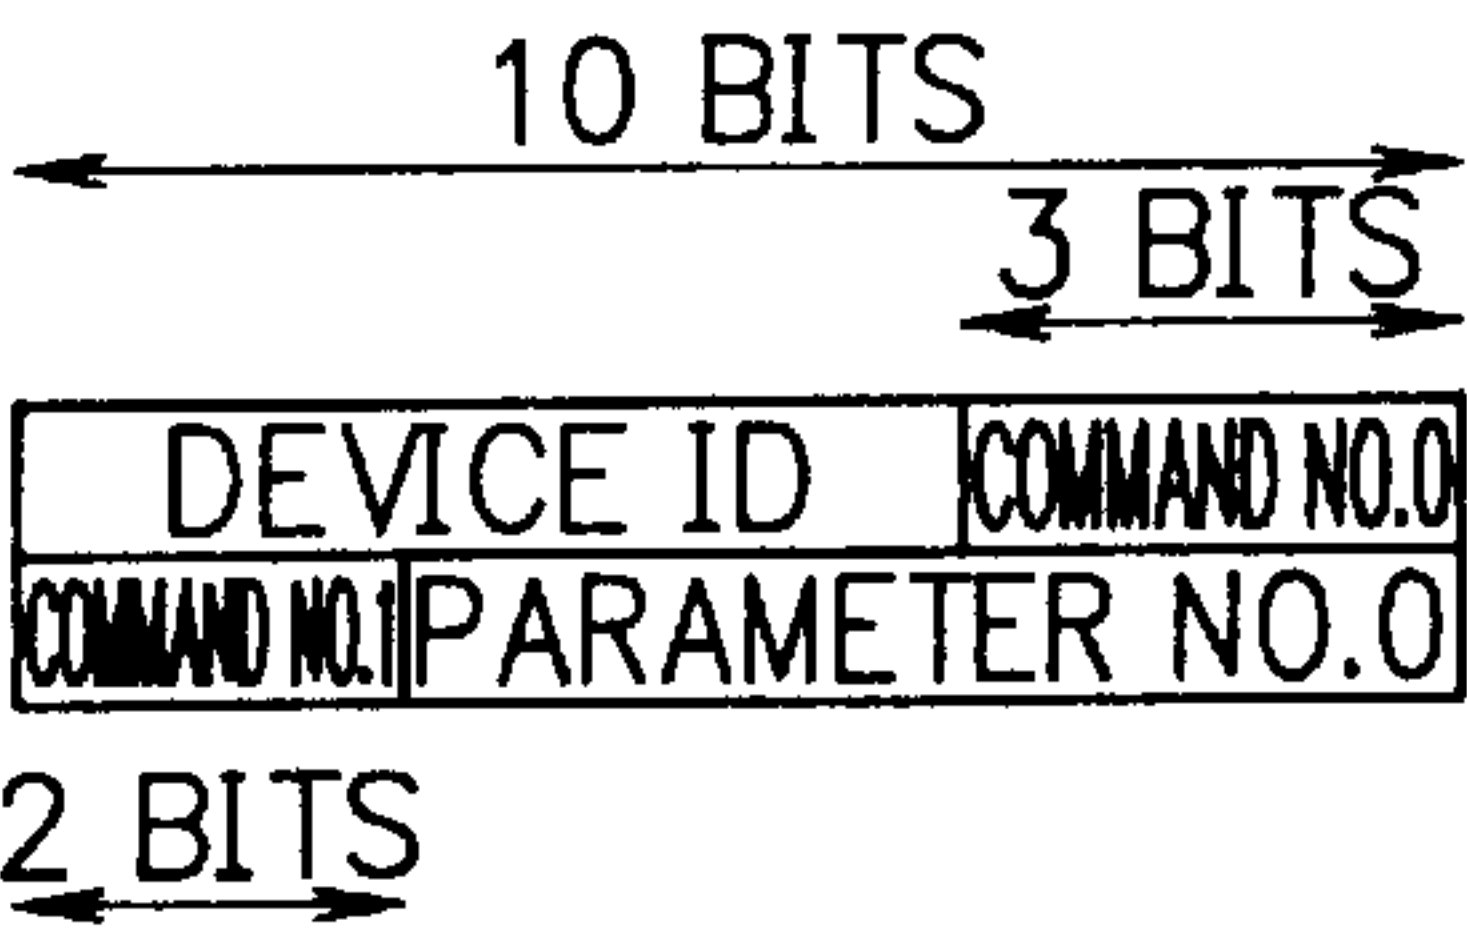 10 BITS
3 BITS
DEVICE ID COMMAND NO.0
COMMAND NO.1 PARAMETER NO.0
2 BITS